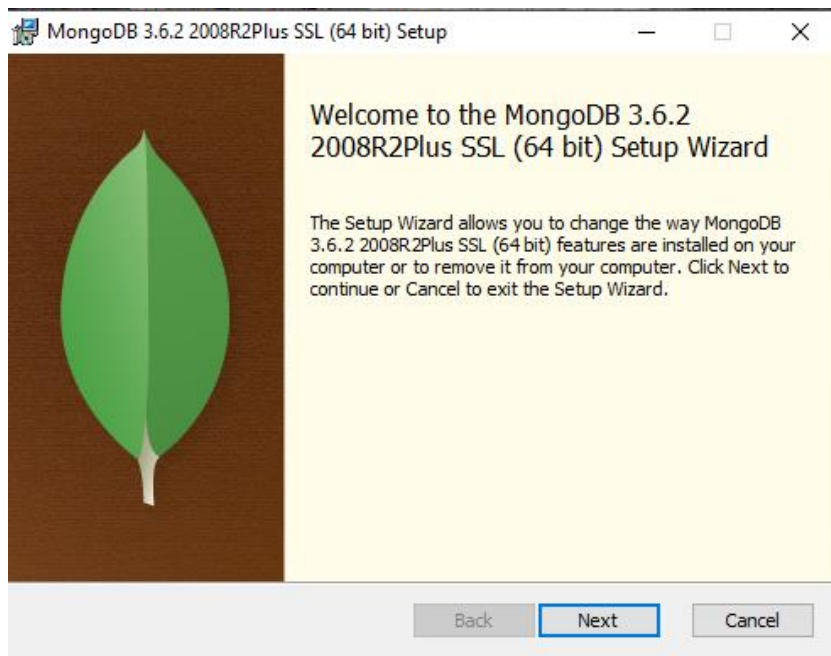 MongoDB 3.6.2 2008R2Plus SSL (64 bit) Setup
Welcome to the MongoDB 3.6.2
2008R2Plus SSL (64 bit) Setup Wizard
The Setup Wizard allows you to change the way MongoDB
3.6.2 2008R2Plus SSL (64 bit) features are installed on your
computer or to remove it from your computer. Click Next to
continue or Cancel to exit the Setup Wizard.
Back Next Cancel